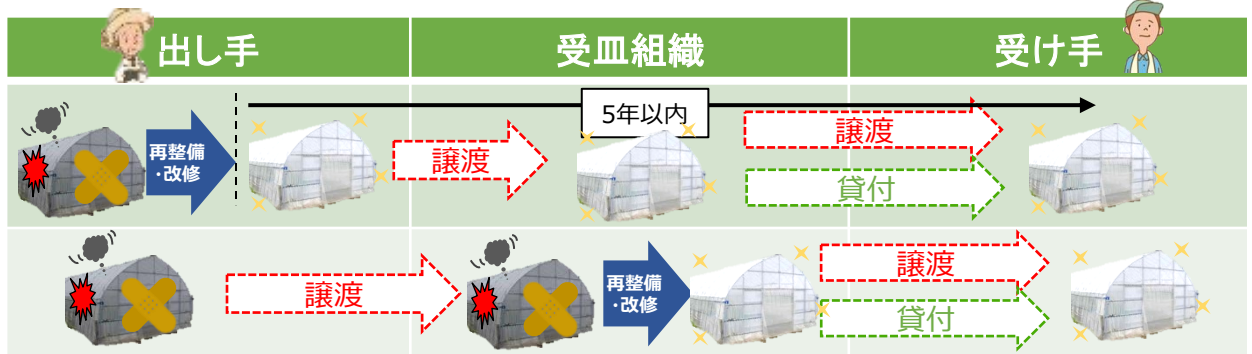 出し手
受皿組織
受け手
5年以内
再整備
・改修
譲渡
譲渡
貸付
譲渡
再整備
・改修
譲渡
貸付